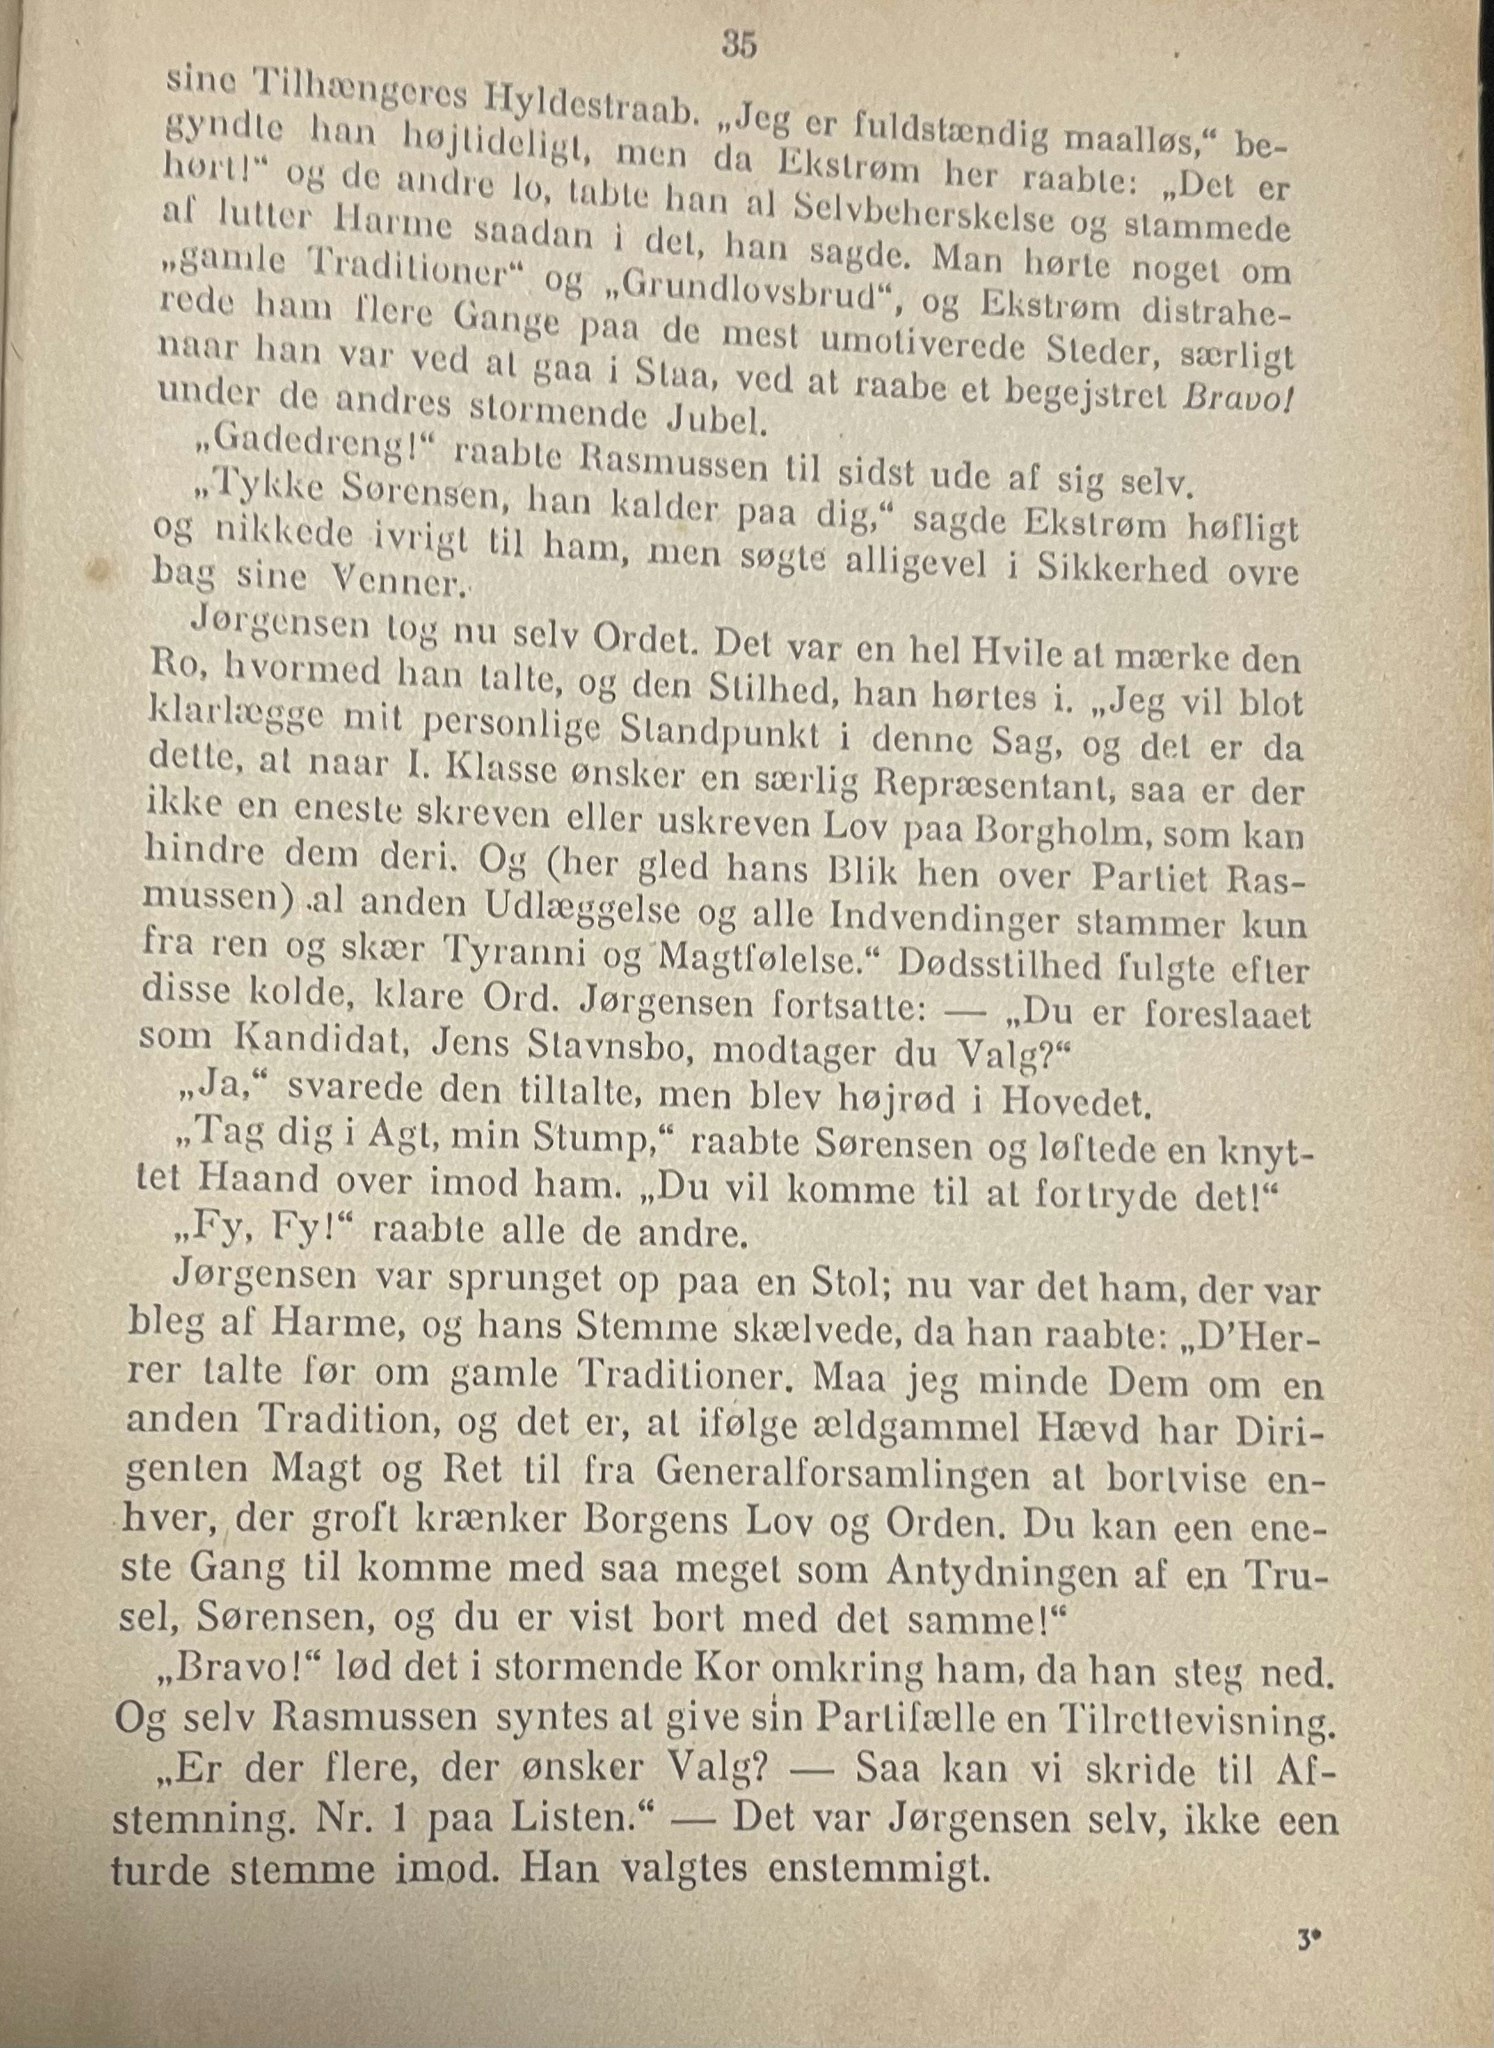 35
sine Tilhængeres Hyldestraab. „Jeg er fuldstændig maalløs,“ be-
gyndte han højtideligt, men da Ekstrøm her raabte: „Det er
hørt!“ og de andre lo, tabte han al Selvbeherskelse og stammede
af lutter Harme saadan i det, han sagde. Man hørte noget om
„gamle Traditioner“ og „Grundlovsbrud“, og Ekstrøm distrahe-
rede ham flere Gange paa de mest umotiverede Steder, særligt
naar han var ved at gaa i Staa, ved at raabe et begejstret Bravo!
under de andres stormende Jubel.
„Gadedreng!“ raabte Rasmussen til sidst ude af sig selv.
„Tykke Sørensen, han kalder paa dig,“ sagde Ekstrøm høfligt
og nikkede ivrigt til ham, men søgte alligevel i Sikkerhed ovre
bag sine Venner.
Jørgensen tog nu selv Ordet. Det var en hel Hvile at mærke den
Ro, hvormed han talte, og den Stilhed, han hørtes i. „Jeg vil blot
klarlægge mit personlige Standpunkt i denne Sag, og det er da
dette, at naar I. Klasse ønsker en særlig Repræsentant, saa er der
ikke en eneste skreven eller uskreven Lov paa Borgholm, som kan
hindre dem deri. Og (her gled hans Blik hen over Partiet Ras-
mussen) al anden Udlæggelse og alle Indvendinger stammer kun
fra ren og skær Tyranni og Magtfølelse.“ Dødsstilhed fulgte efter
disse kolde, klare Ord. Jørgensen fortsatte: — „Du er foreslaaet
som Kandidat, Jens Stavnsbo, modtager du Valg?“
„Ja,“ svarede den tiltalte, men blev højrød i Hovedet.
„Tag dig i Agt, min Stump,“ raabte Sørensen og løftede en knyt-
tet Haand over imod ham. „Du vil komme til at fortryde det!“
„Fy, Fy!“ raabte alle de andre.
Jørgensen var sprunget op paa en Stol; nu var det ham, der var
bleg af Harme, og hans Stemme skælvede, da han raabte: „D'Her-
rer talte før om gamle Traditioner. Maa jeg minde Dem om en
anden Tradition, og det er, at ifølge ældgammel Hævd har Diri-
genten Magt og Ret til fra Generalforsamlingen at bortvise en-
hver, der groft krænker Borgens Lov og Orden. Du kan een ene-
ste Gang til komme med saa meget som Antydningen af en Tru-
sel, Sørensen, og du er vist bort med det samme!“
„Bravo!“ lød det i stormende Kor omkring ham, da han steg ned.
Og selv Rasmussen syntes at give sin Partifælle en Tilrettevisning.
„Er der flere, der ønsker Valg? — Saa kan vi skride til Af-
stemning. Nr. 1 paa Listen.“ — Det var Jørgensen selv, ikke een
turde stemme imod. Han valgtes enstemmigt.
3*